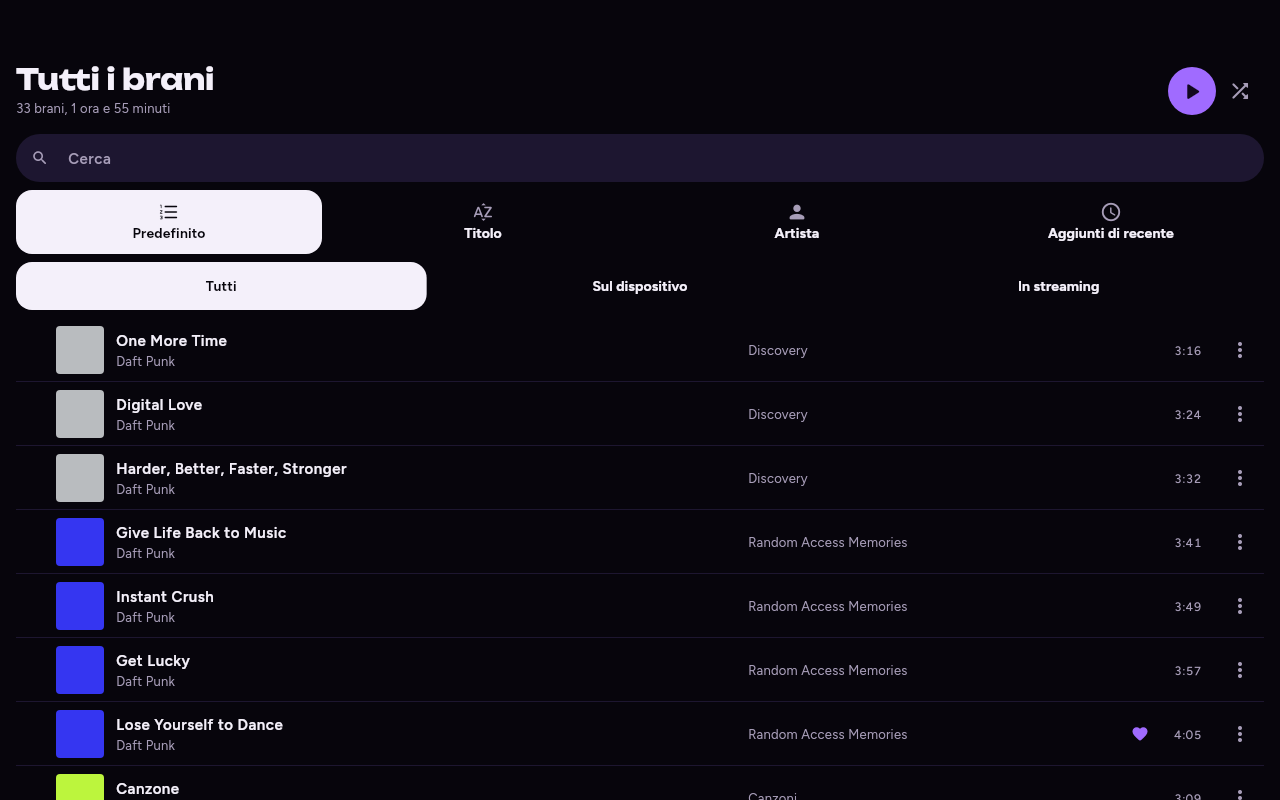 Tutti i brani
33 brani, 1 ora e 55 minuti
Cerca
Predefinito
Titolo
Artista
Aggiunti di recente
Tutti
Sul dispositivo
In streaming
One More Time
Daft Punk
Discovery
3:16
Digital Love
Daft Punk
Discovery
3:24
Harder, Better, Faster, Stronger
Daft Punk
Discovery
3:32
Give Life Back to Music
Daft Punk
Random Access Memories
3:41
Instant Crush
Daft Punk
Random Access Memories
3:49
Get Lucky
Daft Punk
Random Access Memories
3:57
Lose Yourself to Dance
Daft Punk
Random Access Memories
4:05
Canzone
Canzoni
3:09